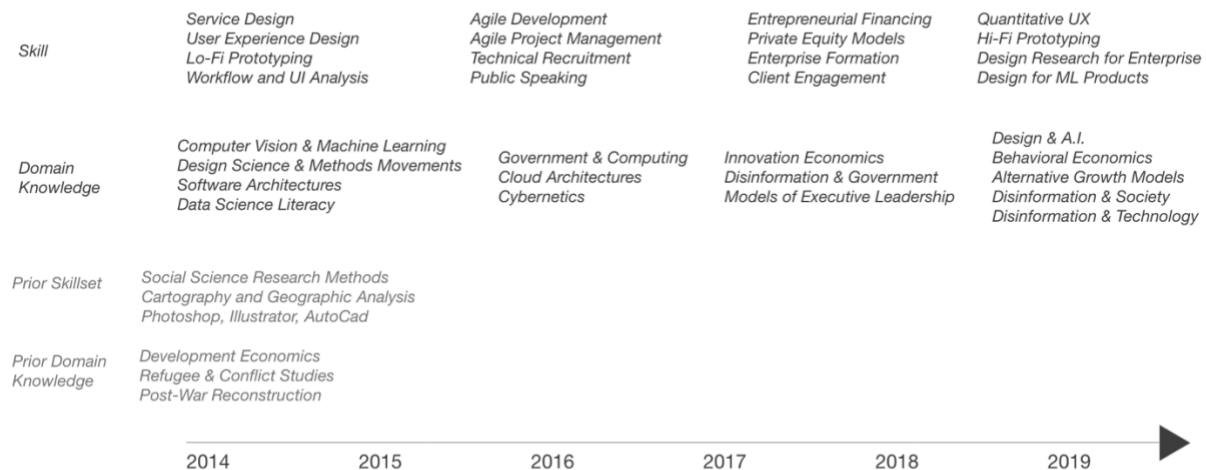 Skill
Service Design
User Experience Design
Lo-Fi Prototyping
Workflow and UI Analysis
Agile Development
Agile Project Management
Technical Recruitment
Public Speaking
Entrepreneurial Financing
Private Equity Models
Enterprise Formation
Client Engagement
Quantitative UX
Hi-Fi Prototyping
Design Research for Enterprise
Design for ML Products
Domain
Knowledge
Computer Vision & Machine Learning
Design Science & Methods Movements
Software Architectures
Data Science Literacy
Government & Computing
Cloud Architectures
Cybernetics
Innovation Economics
Disinformation & Government
Models of Executive Leadership
Design & A.I.
Behavioral Economics
Alternative Growth Models
Disinformation & Society
Disinformation & Technology
Prior Skillset
Social Science Research Methods
Cartography and Geographic Analysis
Photoshop, Illustrator, AutoCad
Prior Domain
Knowledge
Development Economics
Refugee & Conflict Studies
Post-War Reconstruction
2014 2015 2016 2017 2018 2019